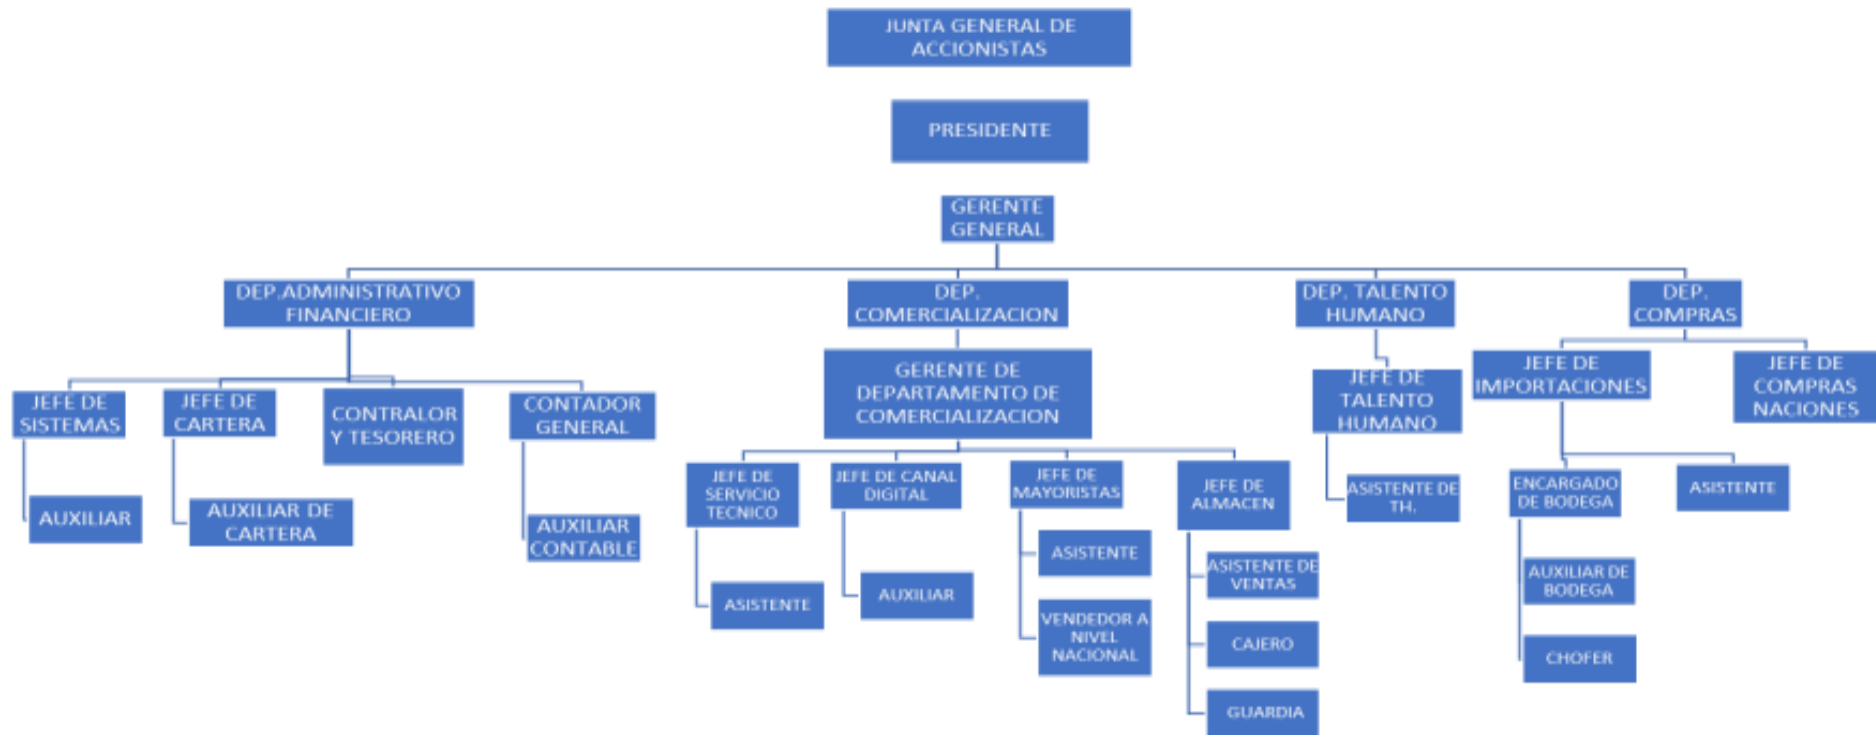 JUNTA GENERAL DE
ACCIONISTAS
PRESIDENTE
GERENTE
GENERAL
DEP.ADMINISTRATIVO
FINANCIERO
DEP.
COMERCIALIZACION
DEP. TALENTO
HUMANO
DEP.
COMPRAS
JEFE DE
SISTEMAS
JEFE DE
CARTERA
CONTRALOR
Y TESORERO
CONTADOR
GENERAL
GERENTE DE
DEPARTAMENTO DE
COMERCIALIZACION
JEFE DE
TALENTO
HUMANO
JEFE DE
IMPORTACIONES
JEFE DE
COMPRAS
NACIONES
AUXILIAR
AUXILIAR DE
CARTERA
AUXILIAR
CONTABLE
JEFE DE
SERVICIO
TECNICO
JEFE DE CANAL
DIGITAL
JEFE DE
MAYORISTAS
JEFE DE
ALMACEN
ASISTENTE DE
TH.
ENCARGADO
DE BODEGA
ASISTENTE
ASISTENTE
AUXILIAR
ASISTENTE
VENDEDOR A
NIVEL
NACIONAL
ASISTENTE DE
VENTAS
CAJERO
GUARDIA
AUXILIAR DE
BODEGA
CHOFER